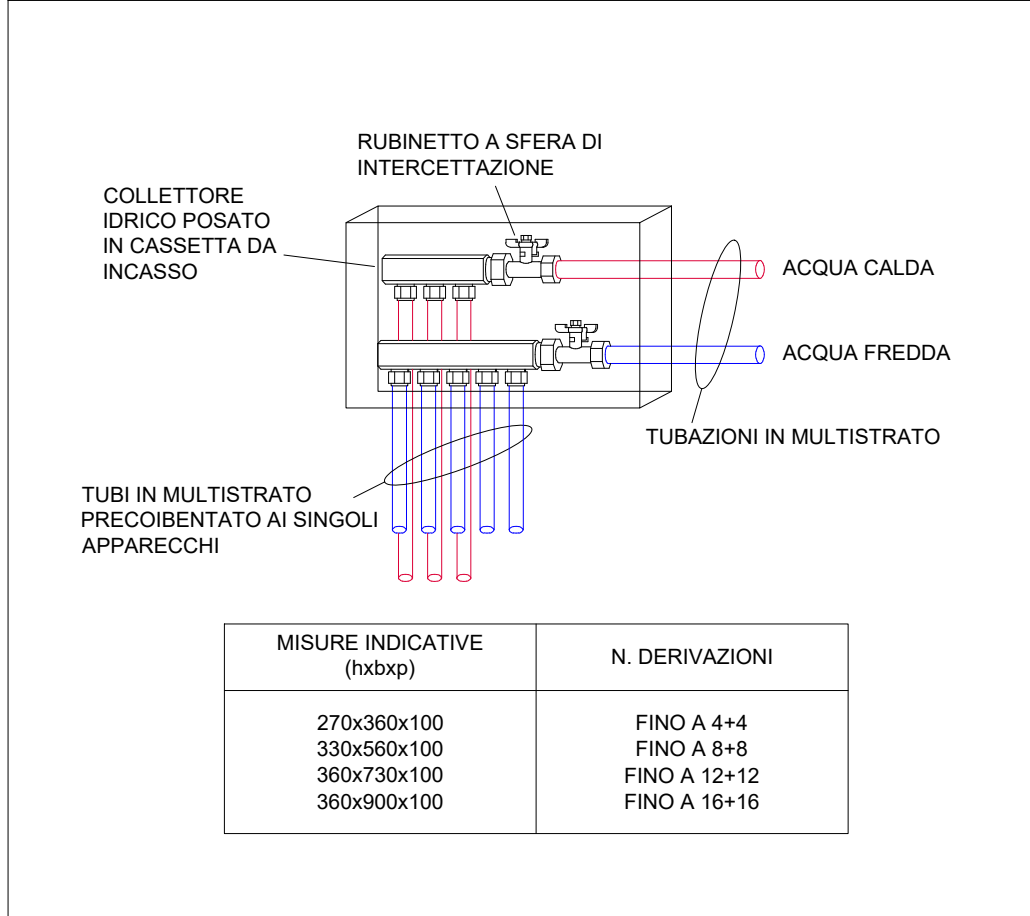 RUBINETTO A SFERA DI
INTERCETTAZIONE
COLLETTORE
IDRICO POSATO
IN CASSETTA DA
INCASSO
ACQUA CALDA
ACQUA FREDDA
TUBAZIONI IN MULTISTRATO
TUBI IN MULTISTRATO
PRECOIBENTATO AI SINGOLI
APPARECCHI
MISURE INDICATIVE
(hxbxp)
N. DERIVAZIONI
270x360x100
FINO A 4+4
330x560x100
FINO A 8+8
360x730x100
FINO A 12+12
360x900x100
FINO A 16+16